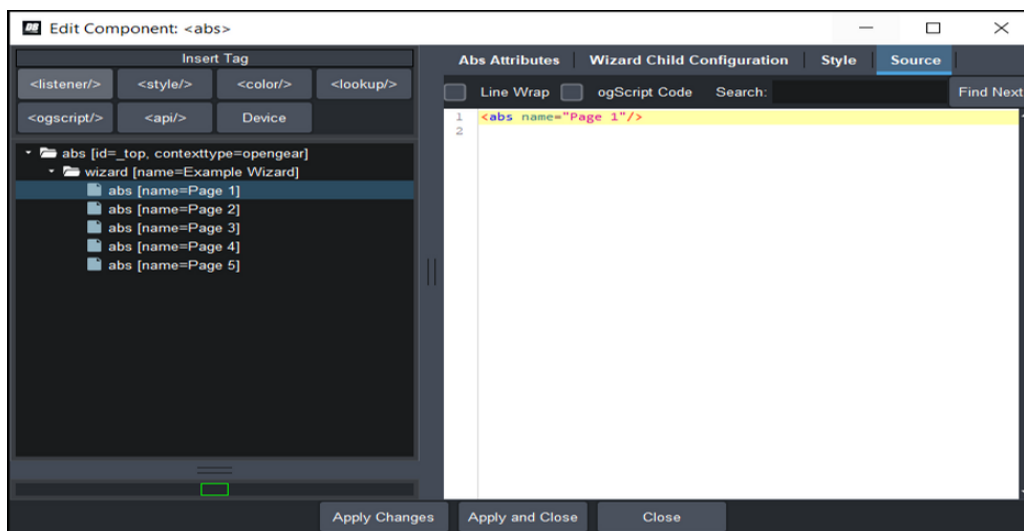 DB Edit Component: <abs>
Insert Tag
<listener/> <style/> <color/> <lookup/>
<ogscript/> <api/> Device
abs [id=_top, contexttype=opengear]
wizard [name=Example Wizard]
abs [name=Page 1]
abs [name=Page 2]
abs [name=Page 3]
abs [name=Page 4]
abs [name=Page 5]
Abs Attributes Wizard Child Configuration Style Source
Line Wrap ogScript Code Search: Find Next
1 <abs name="Page 1"/>
2
Apply Changes Apply and Close Close